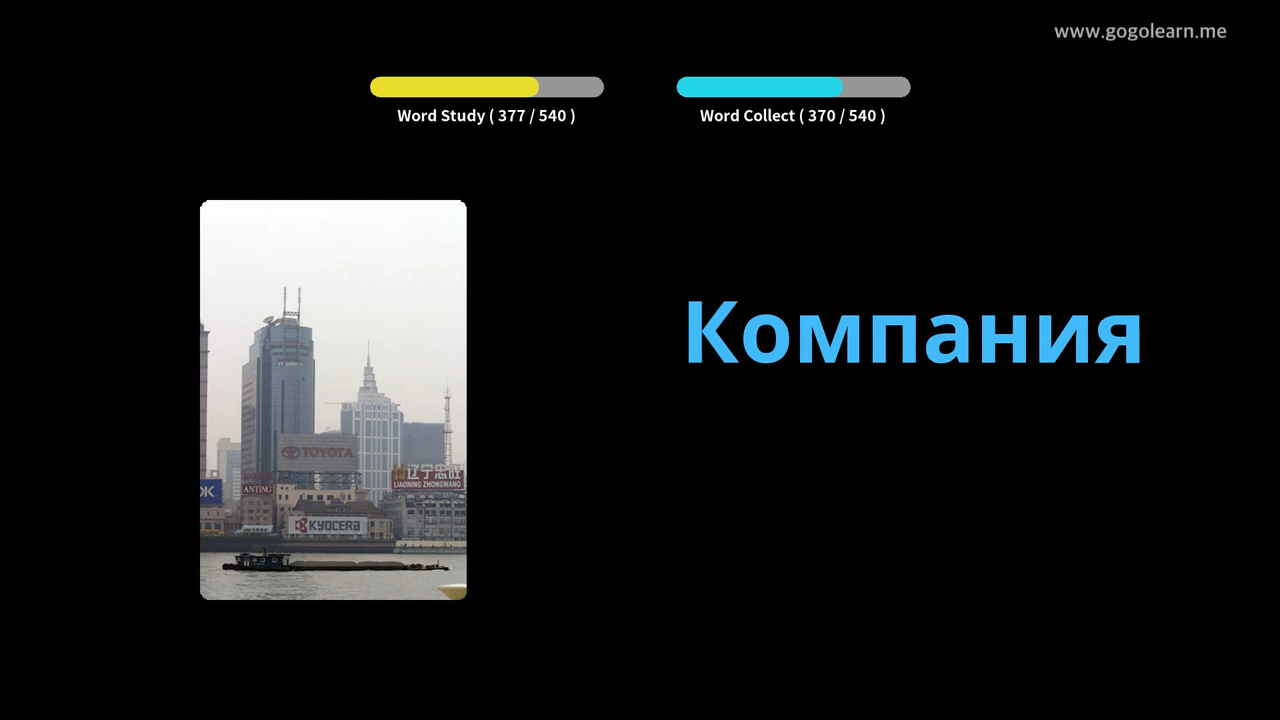 www.gogolearn.me
Word Study ( 377 / 540 )
Word Collect ( 370 / 540 )
Компания
TOYOTA
辽宁忠旺
LIAONING ZHONGWANG
OK
ANTING
KYOCERA